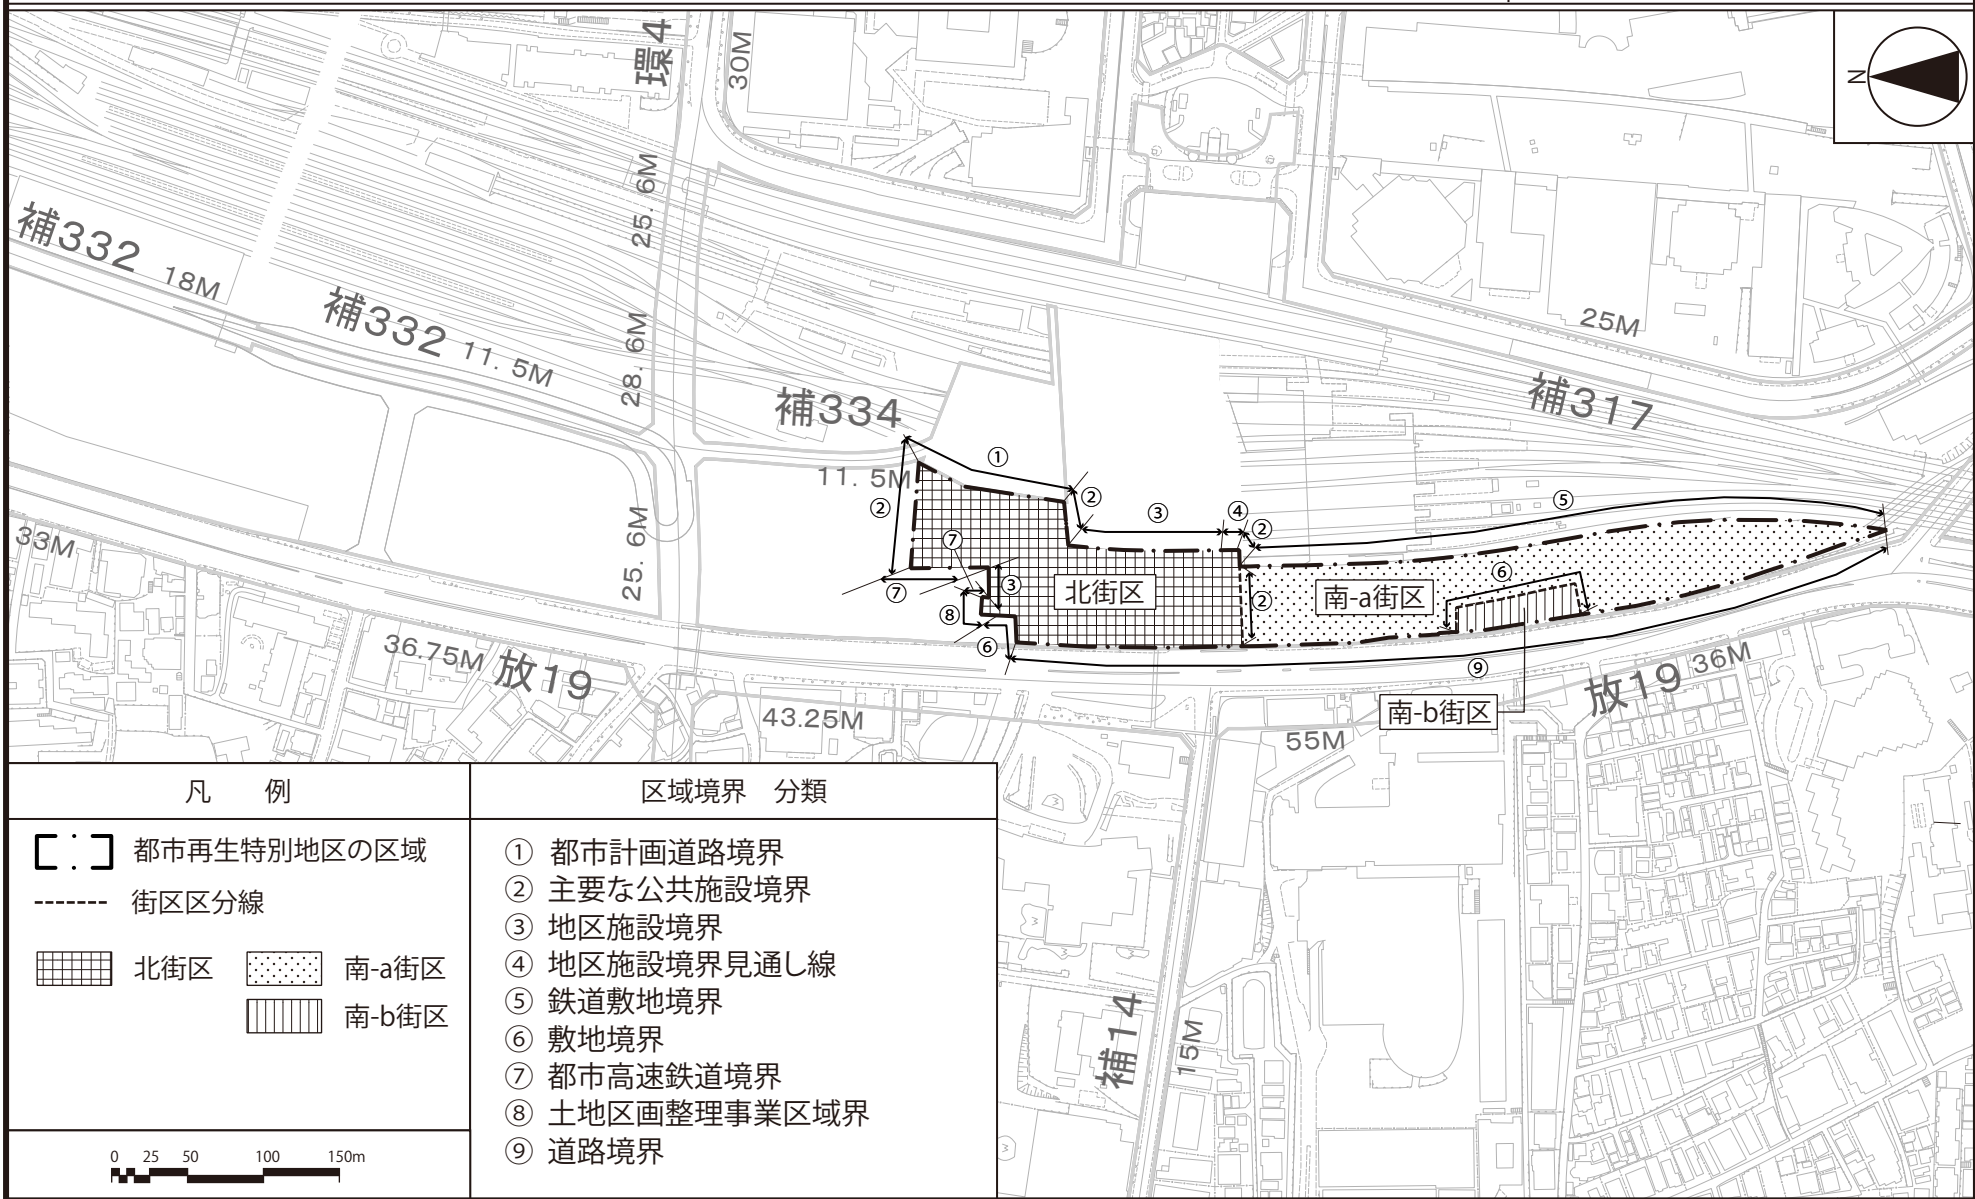 環4
30M
N
25.6M
補332
18M
補332
11.5M
28.6M
25M
補334
補317
11.5M
①
②
②
③
④
②
⑤
33M
25.6M
⑦
⑦
③
北街区
②
南-a街区
⑥
⑧
⑥
⑨
36.75M
放19
放19
36M
南-b街区
43.25M
55M
補14
15M
凡 例
都市再生特別地区の区域
街区区分線
北街区
南-a街区
南-b街区
0 25 50 100 150m
区域境界 分類
① 都市計画道路境界
② 主要な公共施設境界
③ 地区施設境界
④ 地区施設境界見通し線
⑤ 鉄道敷地境界
⑥ 敷地境界
⑦ 都市高速鉄道境界
⑧ 土地区画整理事業区域界
⑨ 道路境界